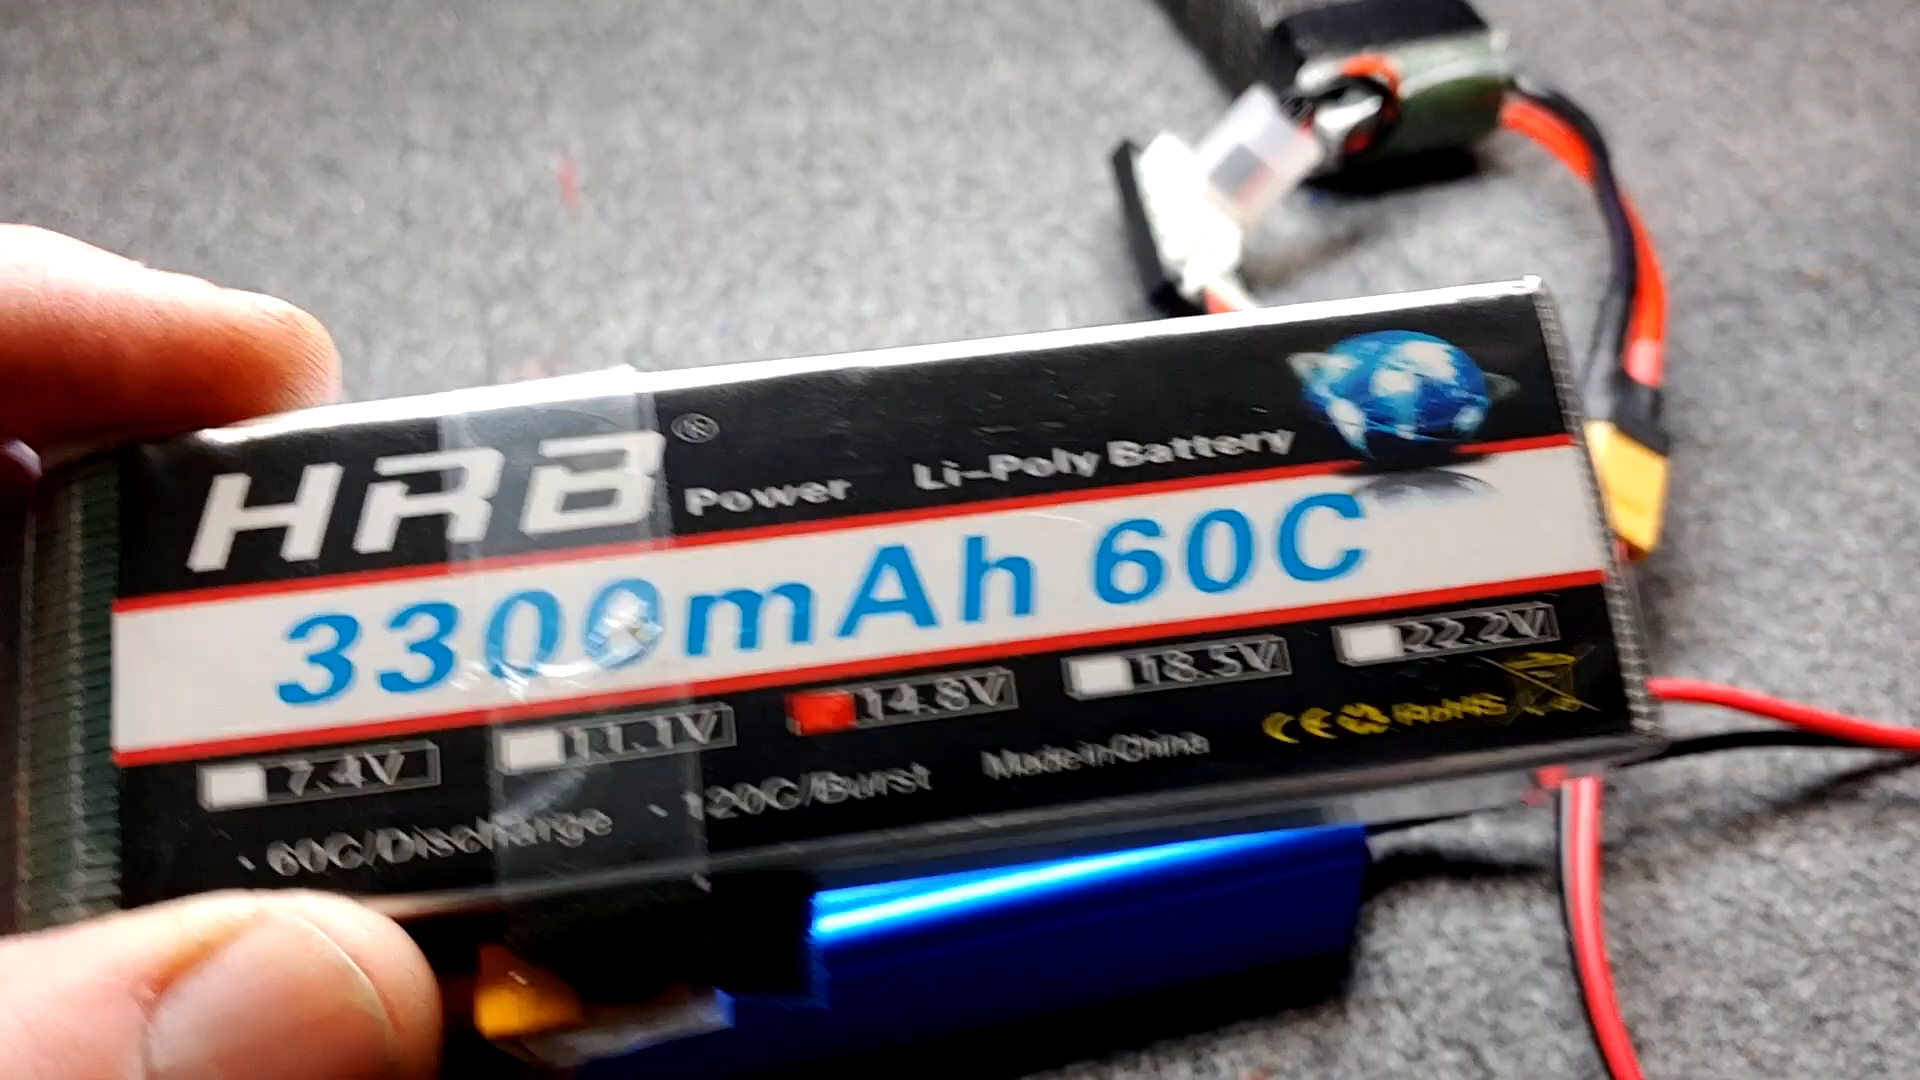 HRB® Power Li-Poly Battery
3300mAh 60C
7.4V 11.1V 14.8V 18.5V 22.2V
60C/Discharge 120C/Burst Made in China CE RoHS